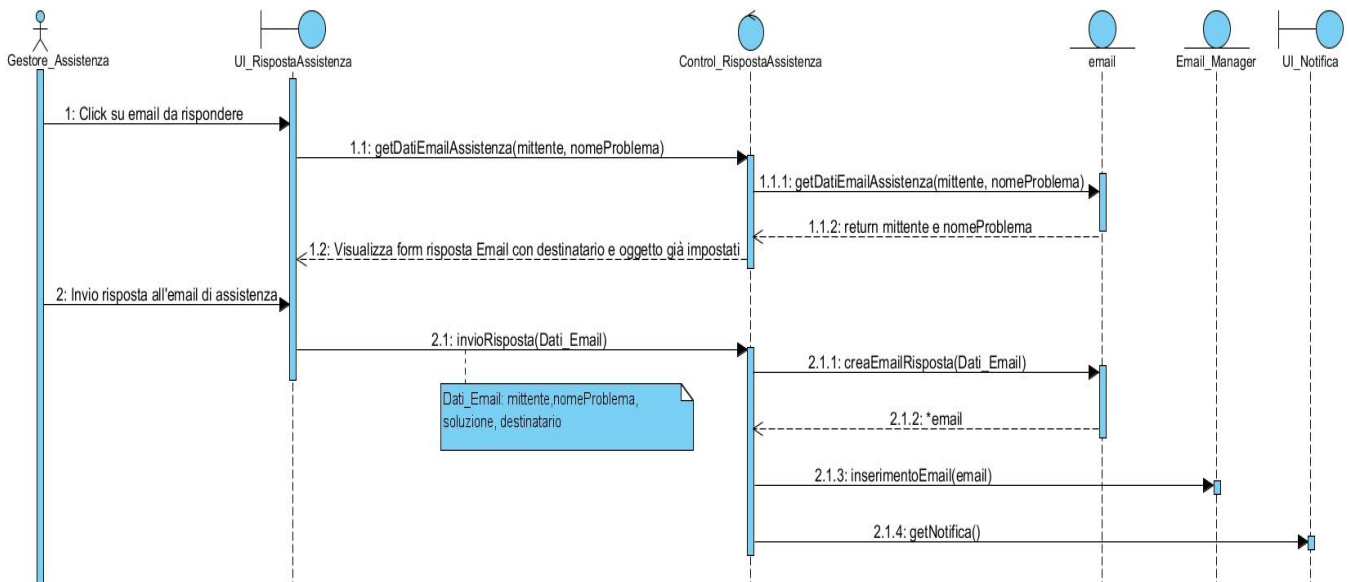 Gestore_Assistenza
UI_RispostaAssistenza
Control_RispostaAssistenza
email
Email_Manager
UI_Notifica
1: Click su email da rispondere
1.1: getDatiEmailAssistenza(mittente, nomeProblema)
1.1.1: getDatiEmailAssistenza(mittente, nomeProblema)
1.1.2: return mittente e nomeProblema
1.2: Visualizza form risposta Email con destinatario e oggetto già impostati
2: Invio risposta all'email di assistenza
2.1: invioRisposta(Dati_Email)
2.1.1: creaEmailRisposta(Dati_Email)
Dati_Email: mittente,nomeProblema,
soluzione, destinatario
2.1.2: *email
2.1.3: inserimentoEmail(email)
2.1.4: getNotifica()